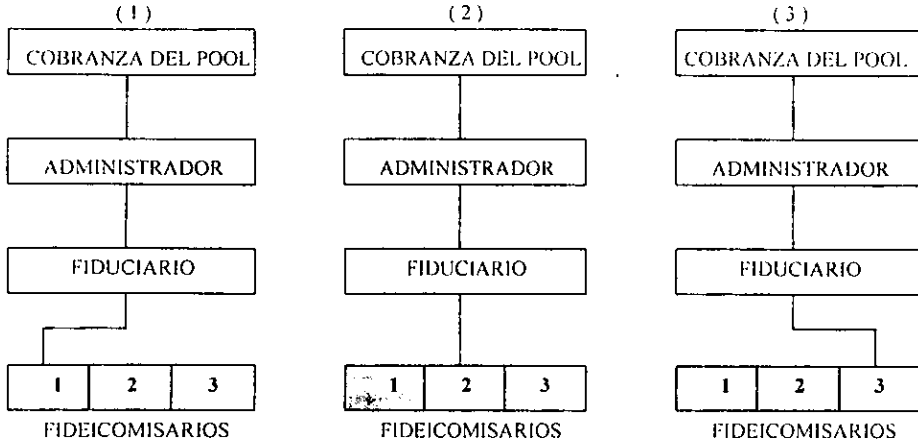 ( 1 )
COBRANZA DEL POOL
ADMINISTRADOR
FIDUCIARIO
1 2 3
FIDEICOMISARIOS
( 2 )
COBRANZA DEL POOL
ADMINISTRADOR
FIDUCIARIO
1 2 3
FIDEICOMISARIOS
( 3 )
COBRANZA DEL POOL
ADMINISTRADOR
FIDUCIARIO
1 2 3
FIDEICOMISARIOS